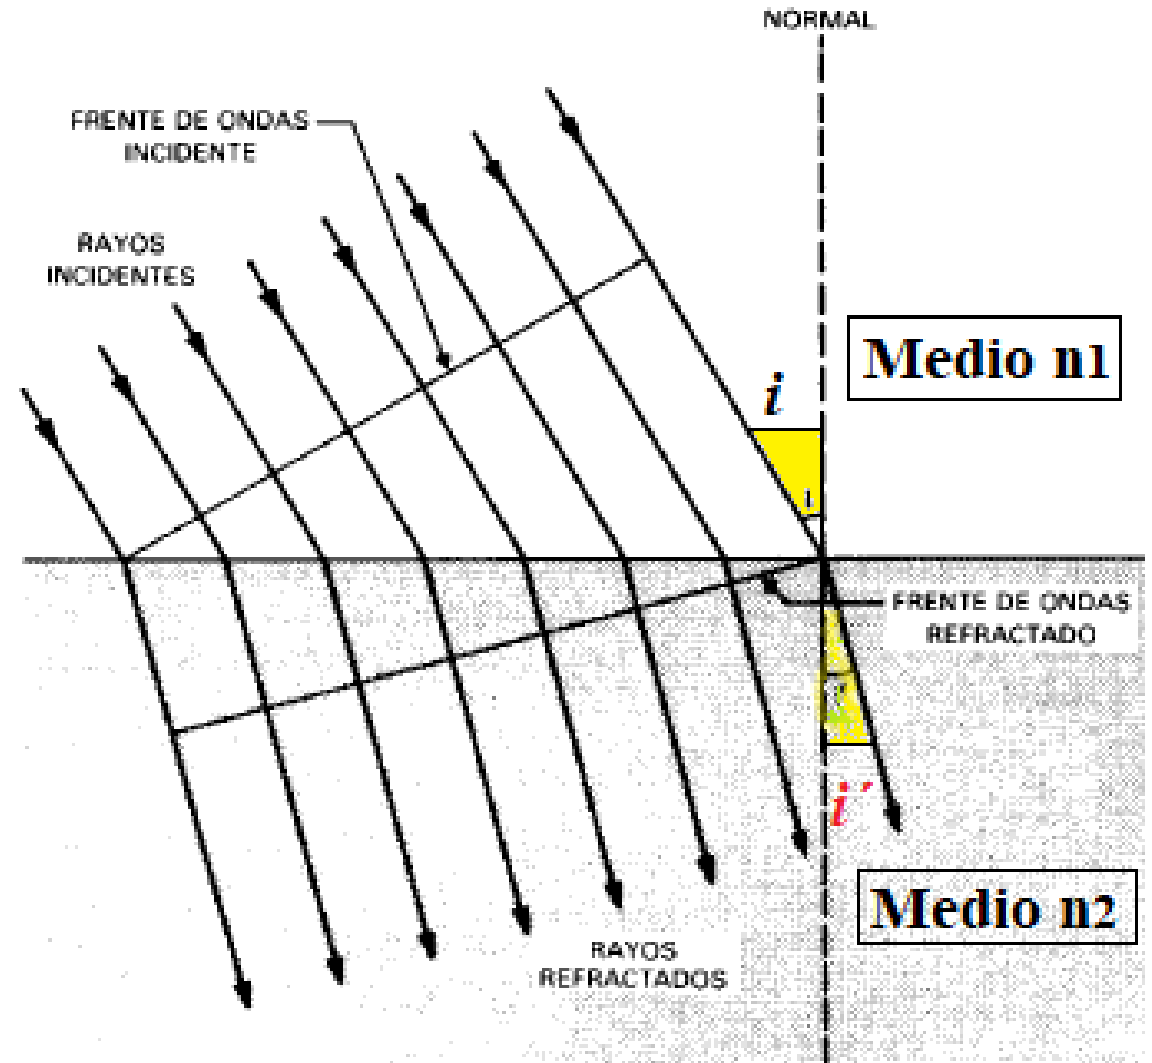 NORMAL
FRENTE DE ONDAS
INCIDENTE
RAYOS
INCIDENTES
Medio n1
i
i
FRENTE DE ONDAS
REFRACTADO
i´
Medio n2
RAYOS
REFRACTADOS